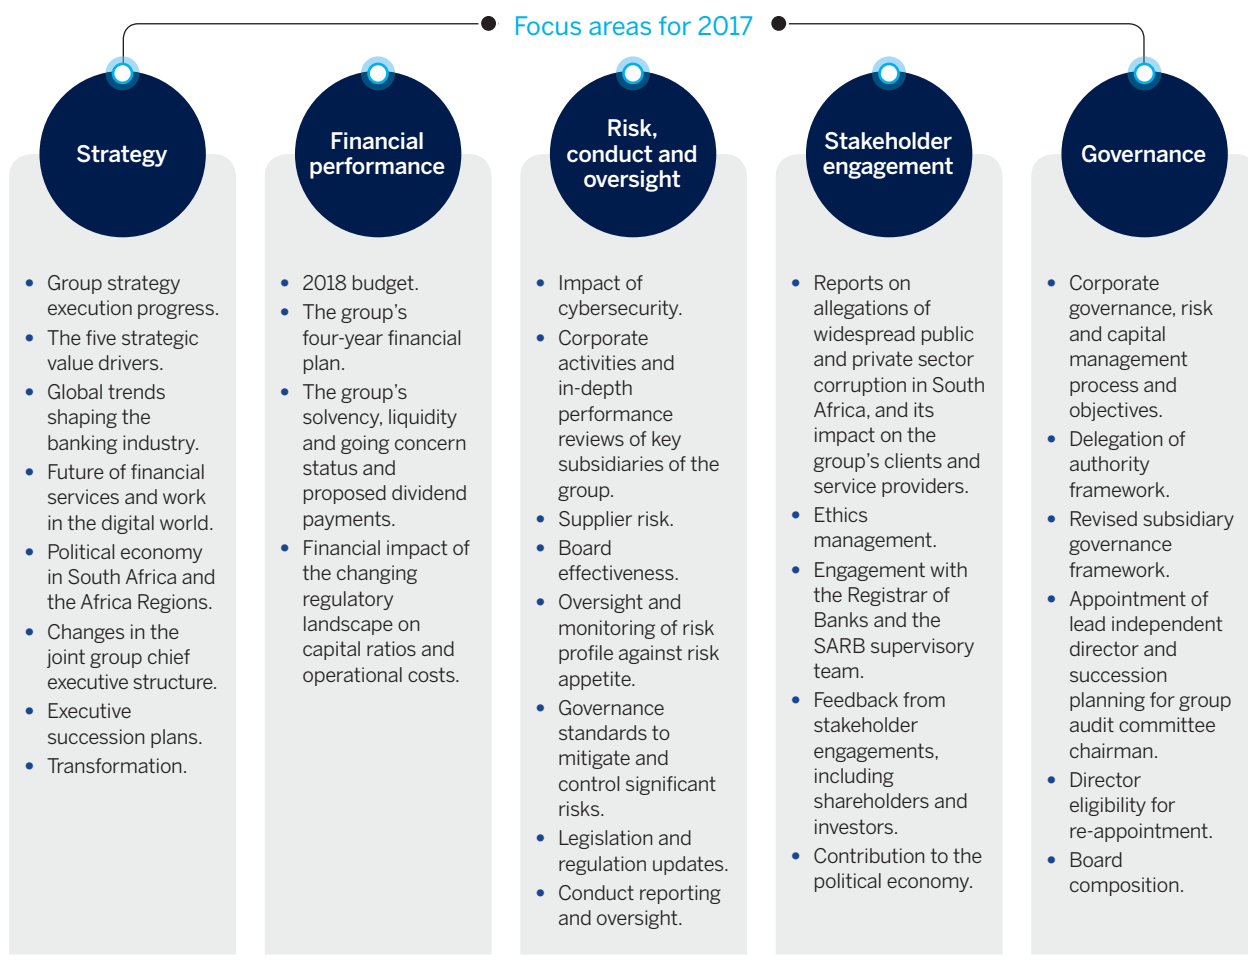 Focus areas for 2017
Strategy
• Group strategy
execution progress.
• The five strategic
value drivers.
• Global trends
shaping the
banking industry.
• Future of financial
services and work
in the digital world.
• Political economy
in South Africa and
the Africa Regions.
• Changes in the
joint group chief
executive structure.
• Executive
succession plans.
• Transformation.
Financial
performance
• 2018 budget.
• The group's
four-year financial
plan.
• The group's
solvency, liquidity
and going concern
status and
proposed dividend
payments.
• Financial impact of
the changing
regulatory
landscape on
capital ratios and
operational costs.
Risk,
conduct and
oversight
• Impact of
cybersecurity.
• Corporate
activities and
in-depth
performance
reviews of key
subsidiaries of the
group.
• Supplier risk.
• Board
effectiveness.
• Oversight and
monitoring of risk
profile against risk
appetite.
• Governance
standards to
mitigate and
control significant
risks.
• Legislation and
regulation updates.
• Conduct reporting
and oversight.
Stakeholder
engagement
• Reports on
allegations of
widespread public
and private sector
corruption in South
Africa, and its
impact on the
group's clients and
service providers.
• Ethics
management.
• Engagement with
the Registrar of
Banks and the
SARB supervisory
team.
• Feedback from
stakeholder
engagements,
including
shareholders and
investors.
• Contribution to the
political economy.
Governance
• Corporate
governance, risk
and capital
management
process and
objectives.
• Delegation of
authority
framework.
• Revised subsidiary
governance
framework.
• Appointment of
lead independent
director and
succession
planning for group
audit committee
chairman.
• Director
eligibility for
re-appointment.
• Board
composition.